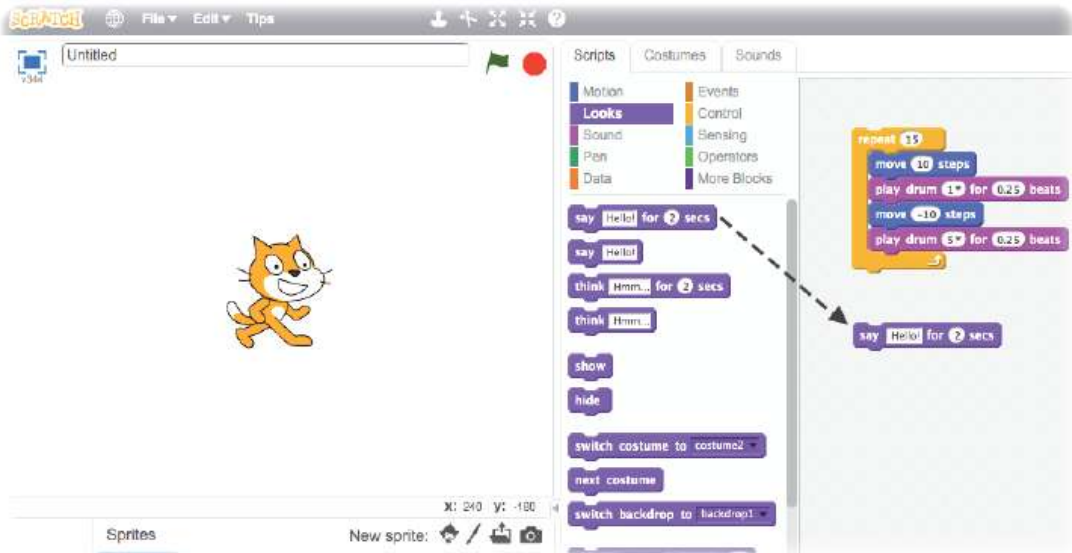 SCRATCH File Edit Tips
Untitled
v344
Scripts Costumes Sounds
Motion Events
Looks Control
Sound Sensing
Pen Operators
Data More Blocks
say Hello! for 2 secs
say Hello!
think Hmm... for 2 secs
think Hmm...
show
hide
switch costume to costume2
next costume
switch backdrop to backdrop1
repeat 15
move 10 steps
play drum 1 for 0.25 beats
move -10 steps
play drum 5 for 0.25 beats
say Hello! for 2 secs
X: 240 y: -180
Sprites New sprite: